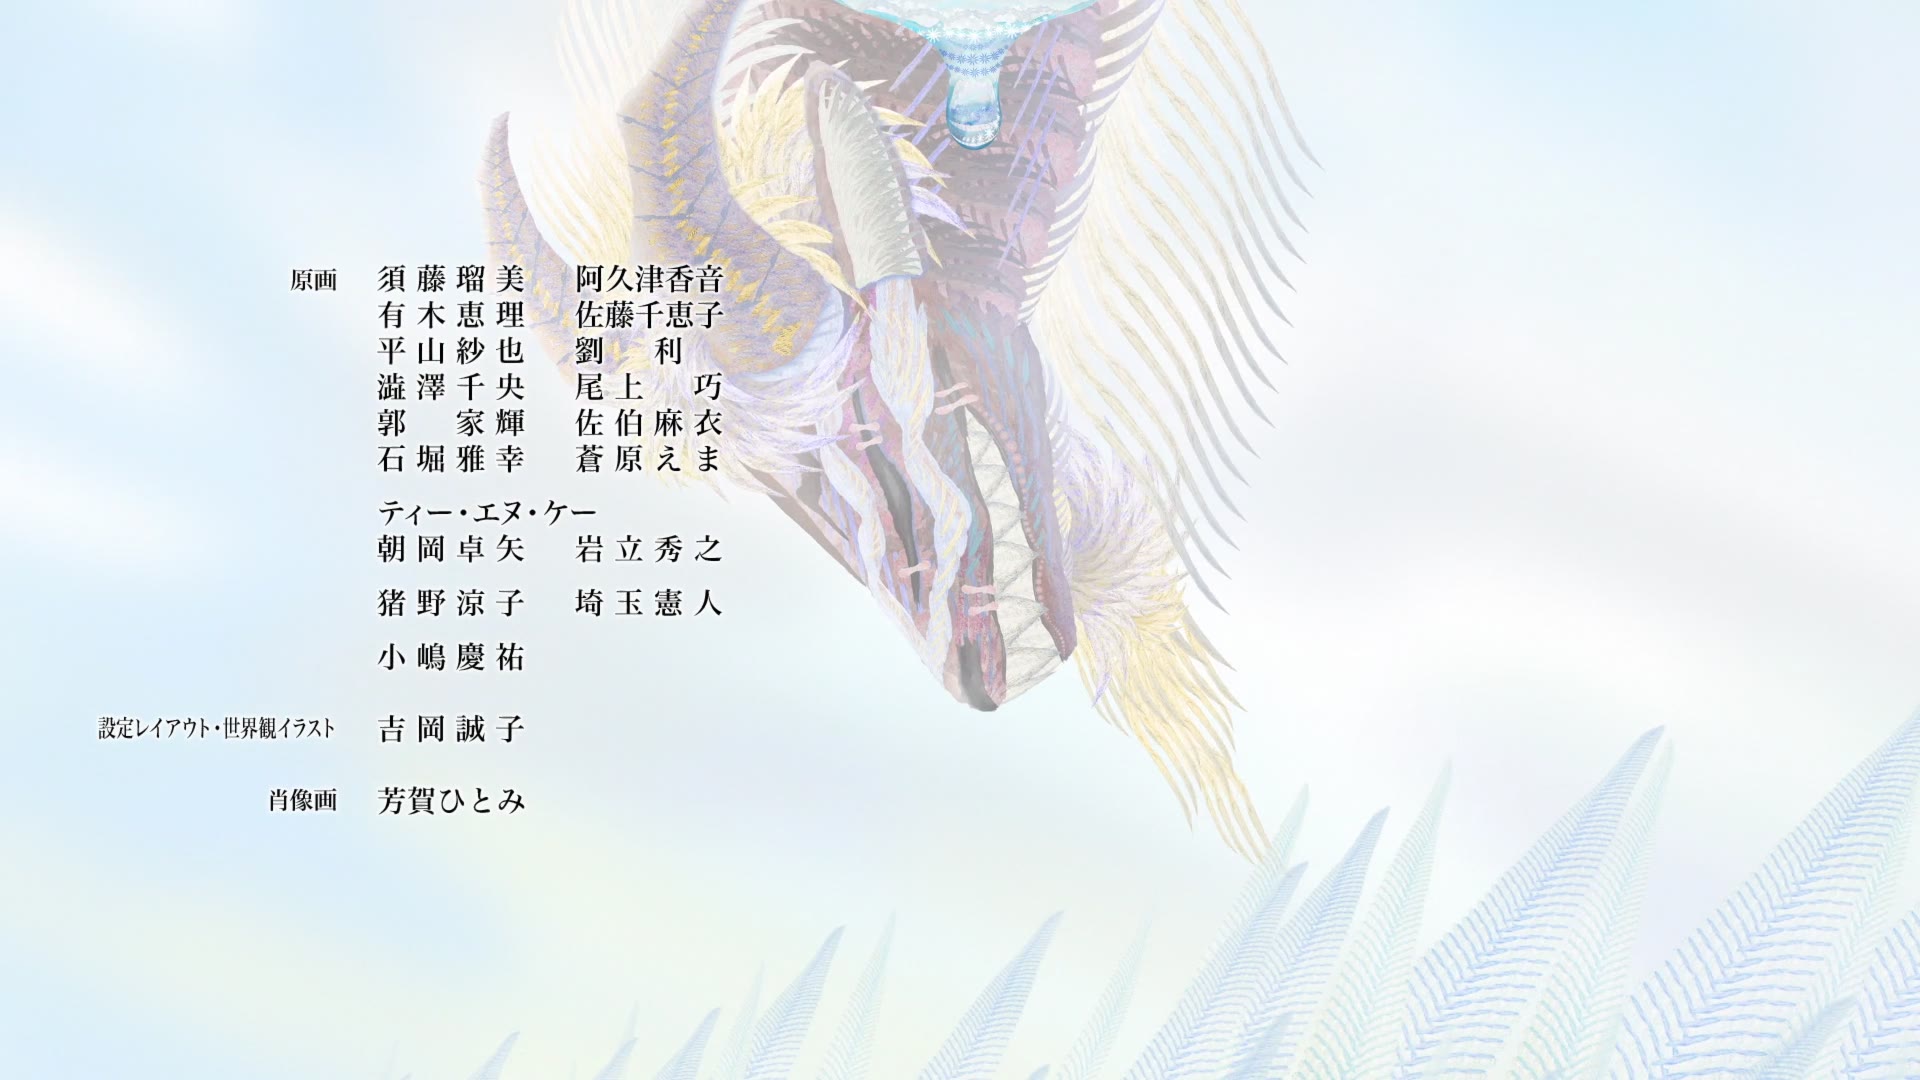 原画 須藤瑠美 阿久津香音
有木恵理 佐藤千恵子
平山紗也 劉利
澁澤千央 尾上巧
郭家輝 佐伯麻衣
石堀雅幸 蒼原えま
ティー・エヌ・ケー
朝岡卓矢 岩立秀之
猪野涼子 埼玉憲人
小嶋慶祐
設定レイアウト・世界観イラスト 吉岡誠子
肖像画 芳賀ひとみ